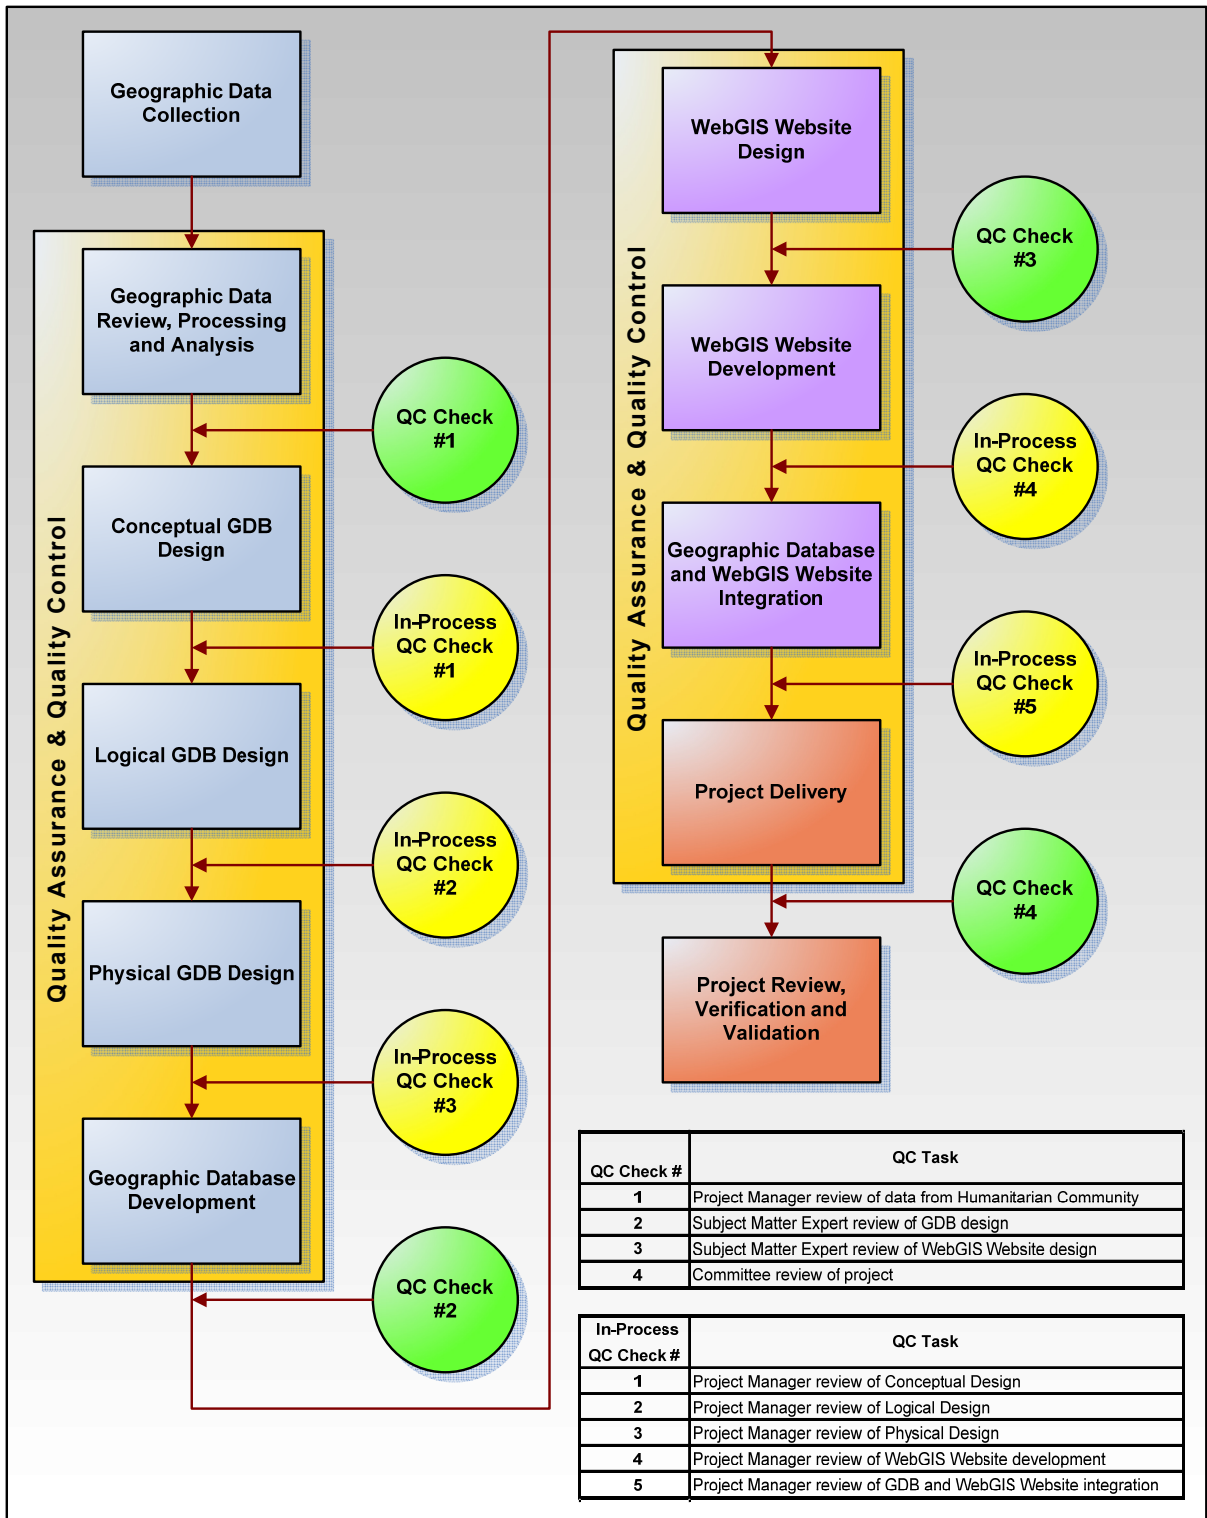 Geographic Data
Collection
Quality Assurance & Quality Control
Geographic Data
Review, Processing
and Analysis
QC Check
#1
Conceptual GDB
Design
In-Process
QC Check
#1
Logical GDB Design
In-Process
QC Check
#2
Physical GDB Design
In-Process
QC Check
#3
Geographic Database
Development
QC Check
#2
Quality Assurance & Quality Control
WebGIS Website
Design
QC Check
#3
WebGIS Website
Development
In-Process
QC Check
#4
Geographic Database
and WebGIS Website
Integration
In-Process
QC Check
#5
Project Delivery
QC Check
#4
Project Review,
Verification and
Validation
QC Check # QC Task
1 Project Manager review of data from Humanitarian Community
2 Subject Matter Expert review of GDB design
3 Subject Matter Expert review of WebGIS Website design
4 Committee review of project
In-Process
QC Check # QC Task
1 Project Manager review of Conceptual Design
2 Project Manager review of Logical Design
3 Project Manager review of Physical Design
4 Project Manager review of WebGIS Website development
5 Project Manager review of GDB and WebGIS Website integration